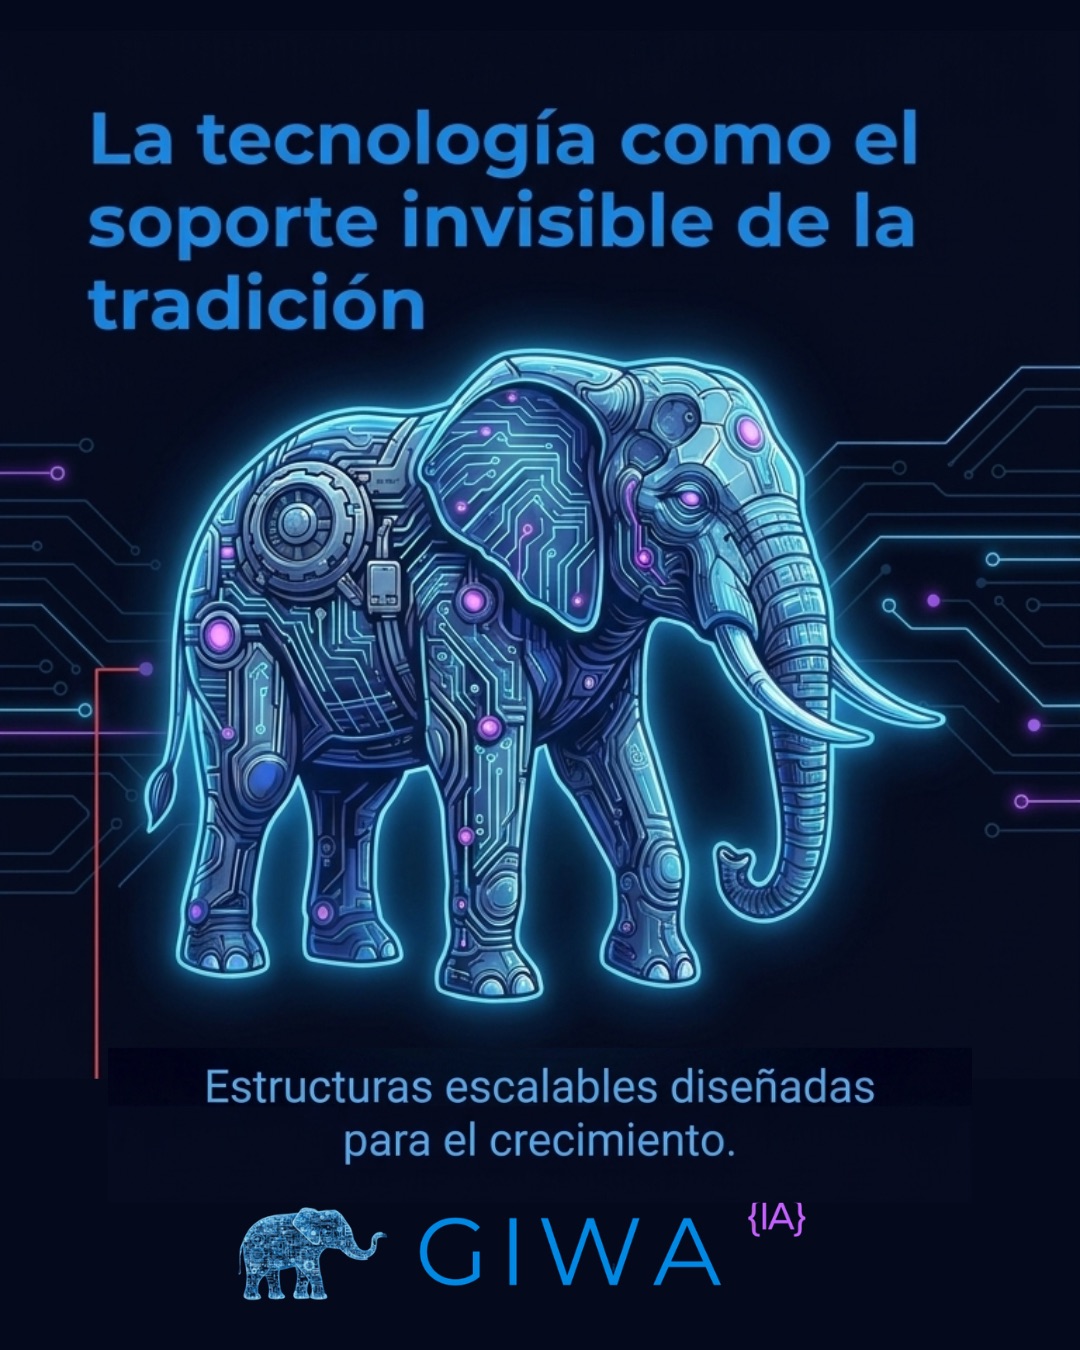 La tecnología como el
soporte invisible de la
tradición
Estructuras escalables diseñadas
para el crecimiento.
GIWA {IA}